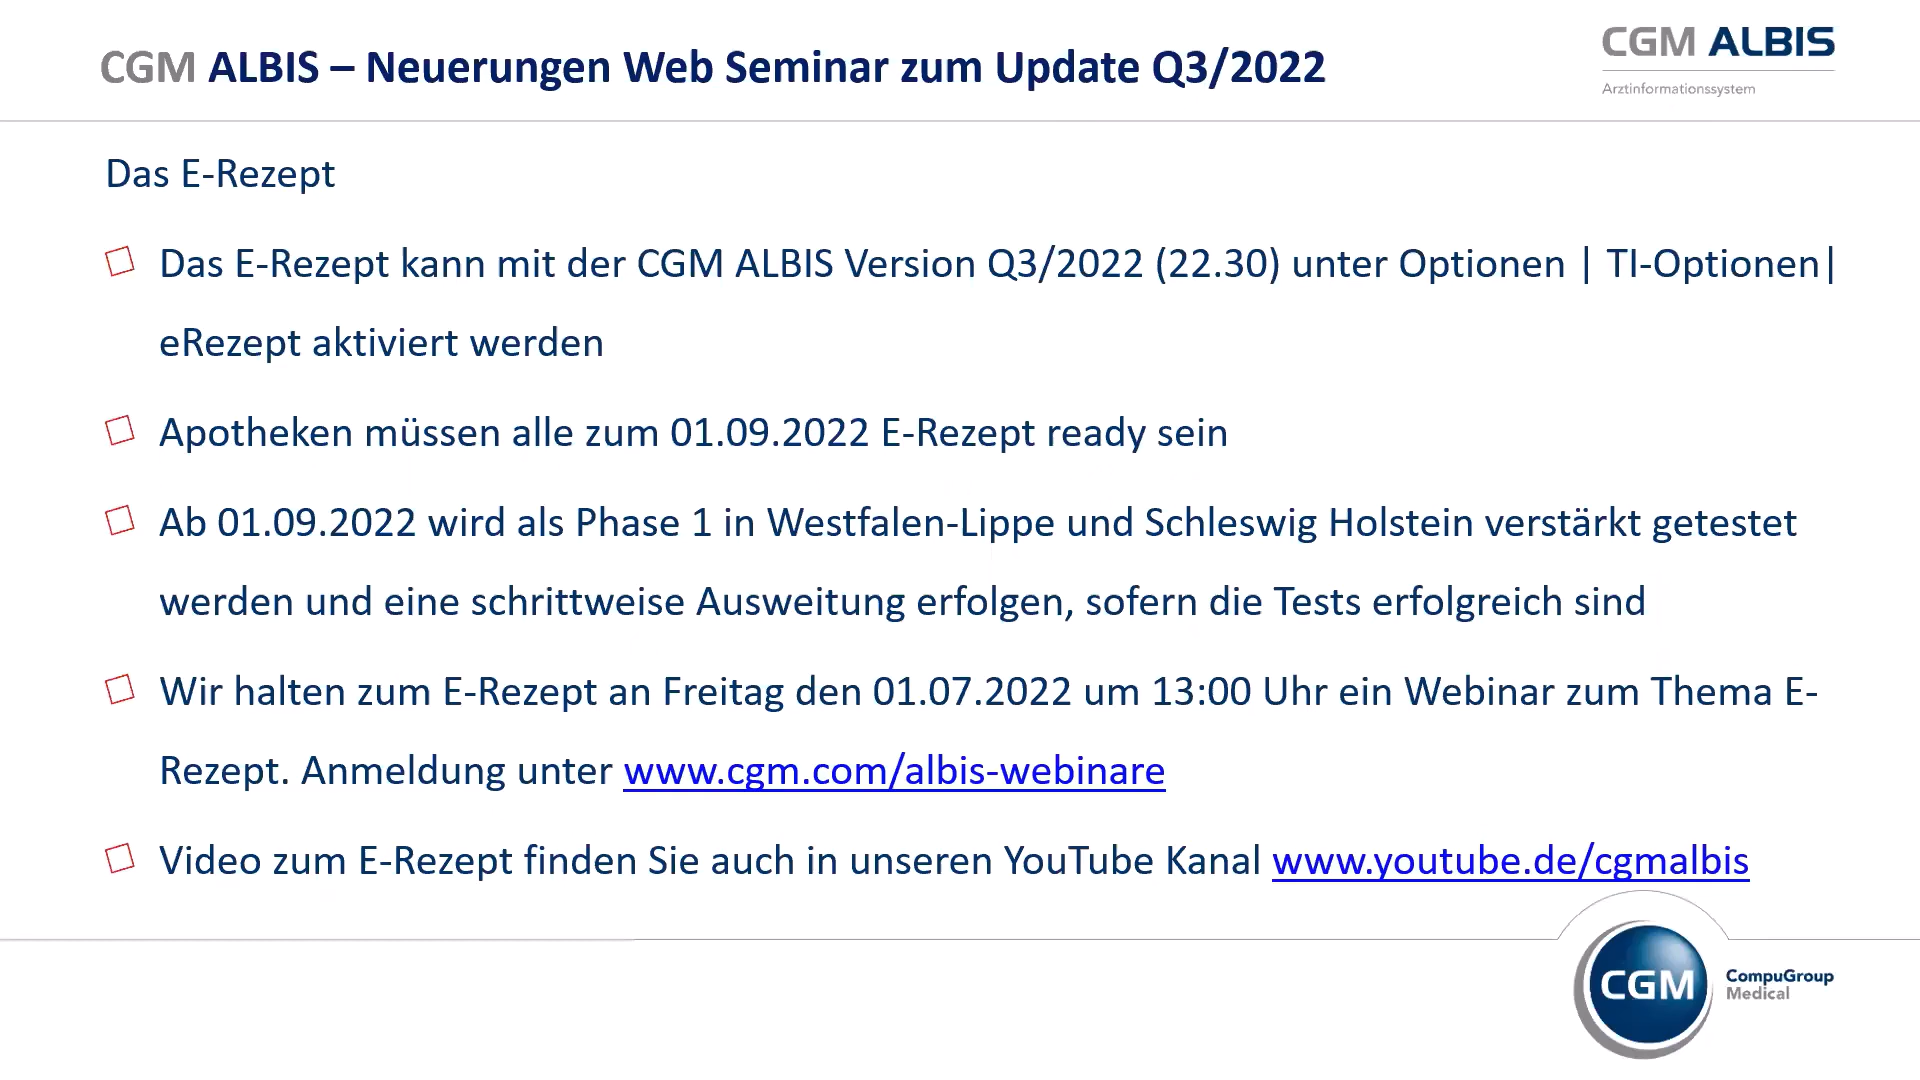 CGM ALBIS – Neuerungen Web Seminar zum Update Q3/2022
CGM ALBIS
Arztinformationssystem
Das E-Rezept
Das E-Rezept kann mit der CGM ALBIS Version Q3/2022 (22.30) unter Optionen | TI-Optionen|
eRezept aktiviert werden
Apotheken müssen alle zum 01.09.2022 E-Rezept ready sein
Ab 01.09.2022 wird als Phase 1 in Westfalen-Lippe und Schleswig Holstein verstärkt getestet
werden und eine schrittweise Ausweitung erfolgen, sofern die Tests erfolgreich sind
Wir halten zum E-Rezept an Freitag den 01.07.2022 um 13:00 Uhr ein Webinar zum Thema E-
Rezept. Anmeldung unter www.cgm.com/albis-webinare
Video zum E-Rezept finden Sie auch in unseren YouTube Kanal www.youtube.de/cgmalbis
CGM
CompuGroup
Medical